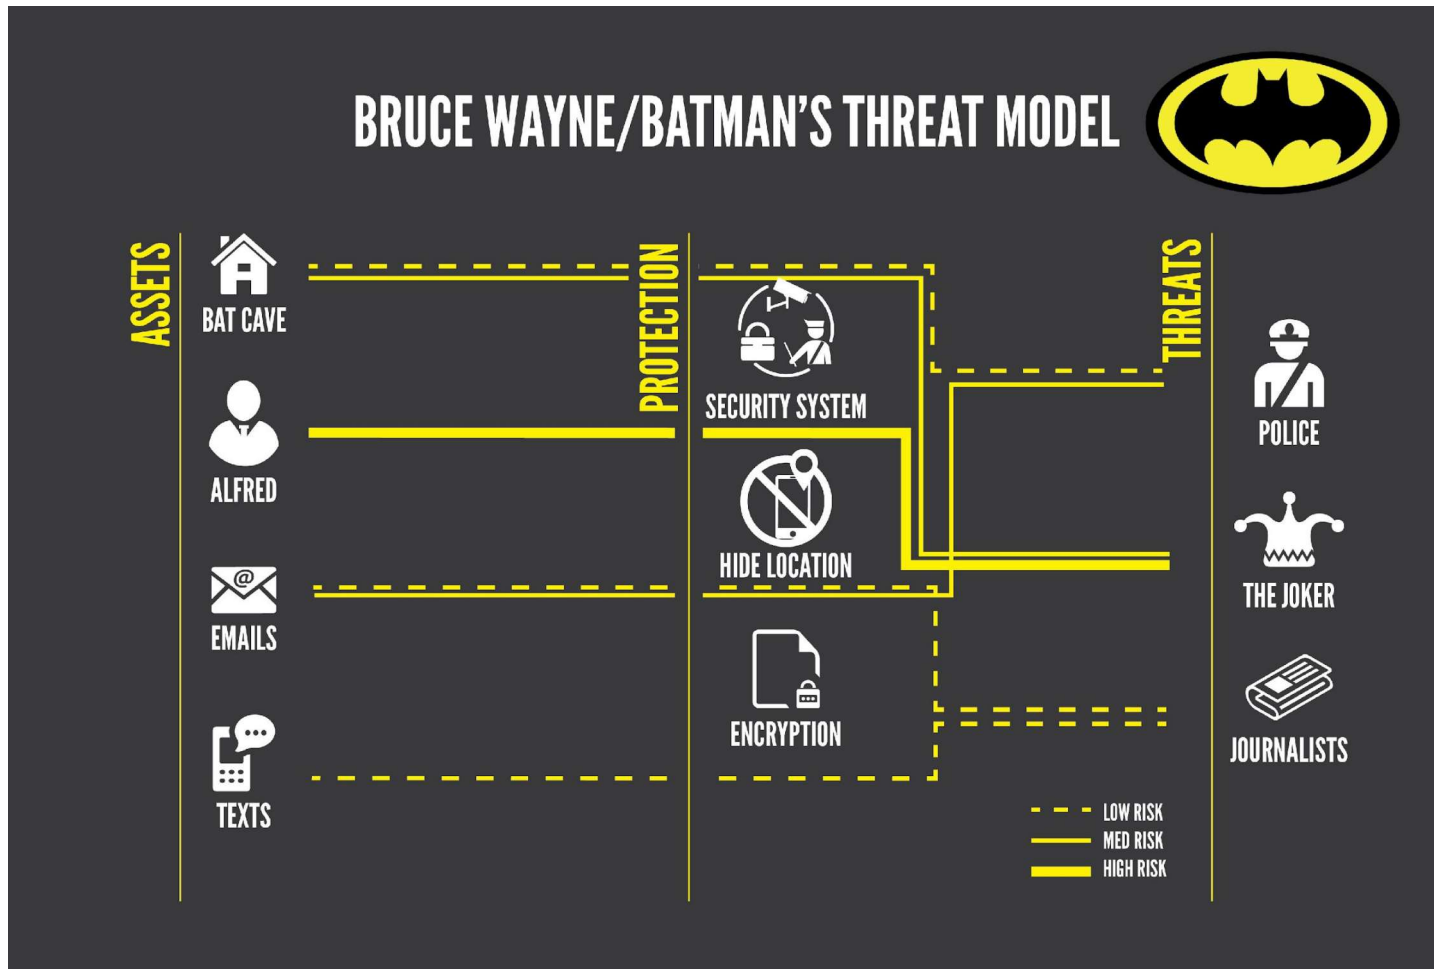 BRUCE WAYNE/BATMAN'S THREAT MODEL
ASSETS
BAT CAVE
ALFRED
@
EMAILS
TEXTS
PROTECTION
SECURITY SYSTEM
HIDE LOCATION
ENCRYPTION
THREATS
POLICE
THE JOKER
JOURNALISTS
LOW RISK
MED RISK
HIGH RISK